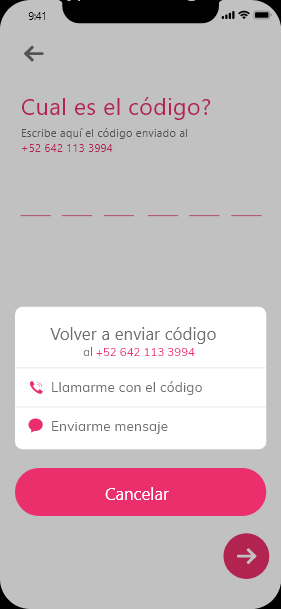 9:41
Cual es el código?
Escribe aquí el código enviado al
+52 642 113 3994
Volver a enviar código
al +52 642 113 3994
Llamarme con el código
Enviarme mensaje
Cancelar